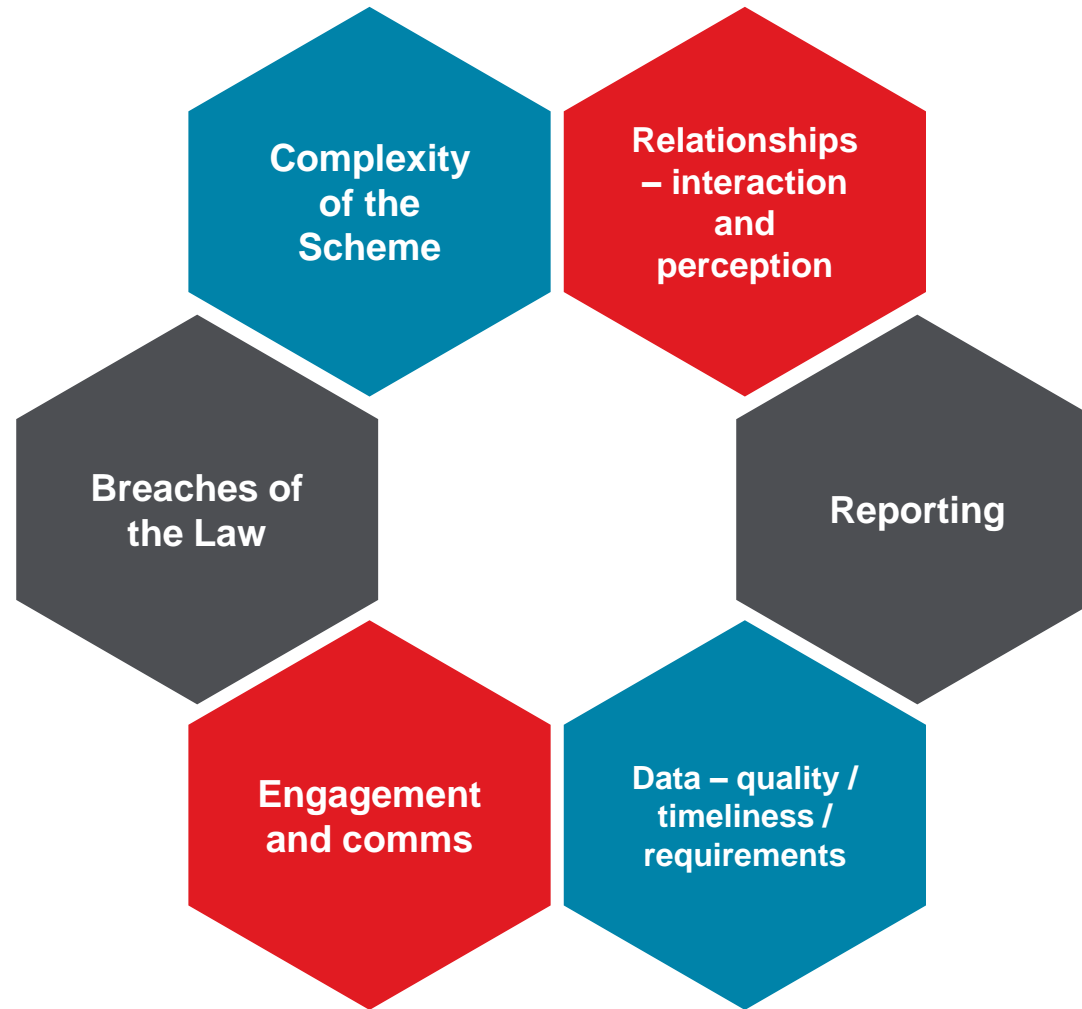 Complexity
of the
Scheme
Relationships
– interaction
and
perception
Breaches of
the Law
Reporting
Engagement
and comms
Data – quality /
timeliness /
requirements